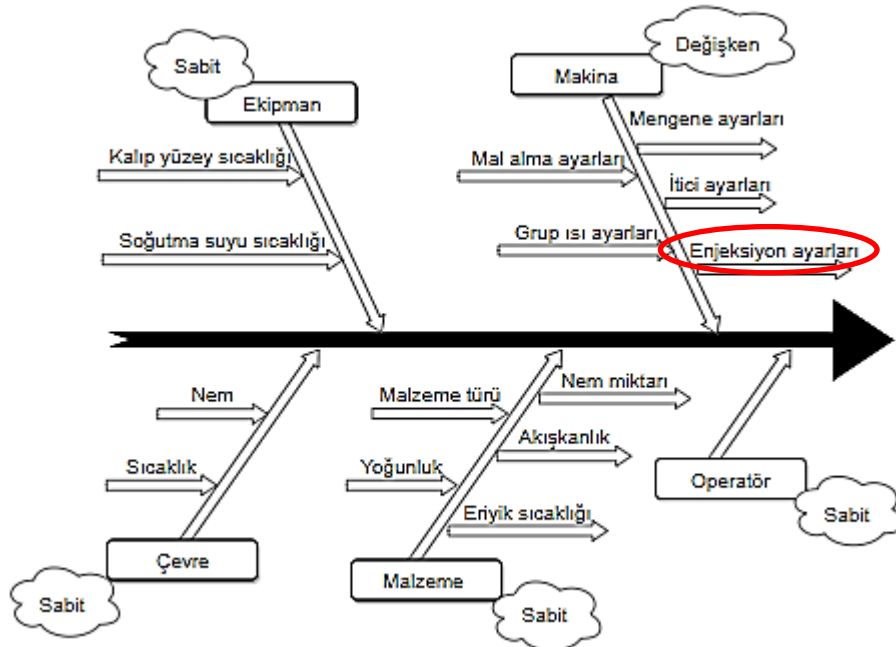 Sabit
Ekipman
Kalıp yüzey sıcaklığı
Soğutma suyu sıcaklığı
Değişken
Makina
Mengene ayarları
Mal alma ayarları
İtici ayarları
Grup ısı ayarları
Enjeksiyon ayarları
Nem
Sıcaklık
Çevre
Sabit
Malzeme türü
Nem miktarı
Yoğunluk
Akışkanlık
Eriyik sıcaklığı
Malzeme
Sabit
Operatör
Sabit